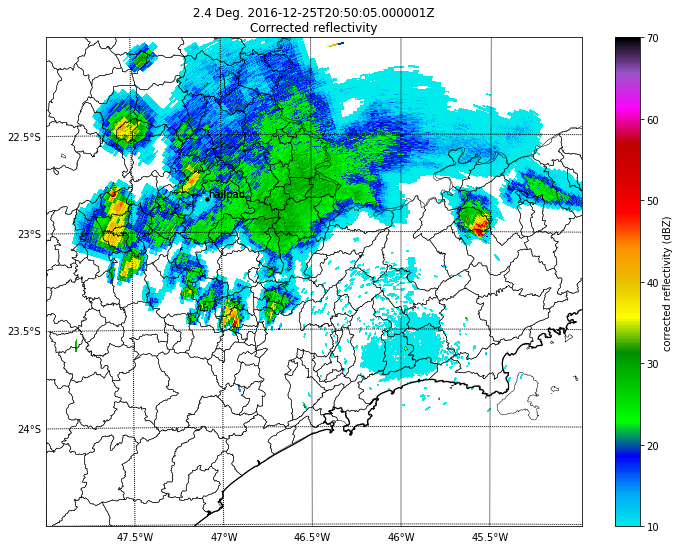 2.4 Deg. 2016-12-25T20:50:05.000001Z
Corrected reflectivity
22.5°S
23°S
23.5°S
24°S
47.5°W
47°W
46.5°W
46°W
45.5°W
hailpad
70
60
50
40
30
20
10
corrected reflectivity (dBZ)